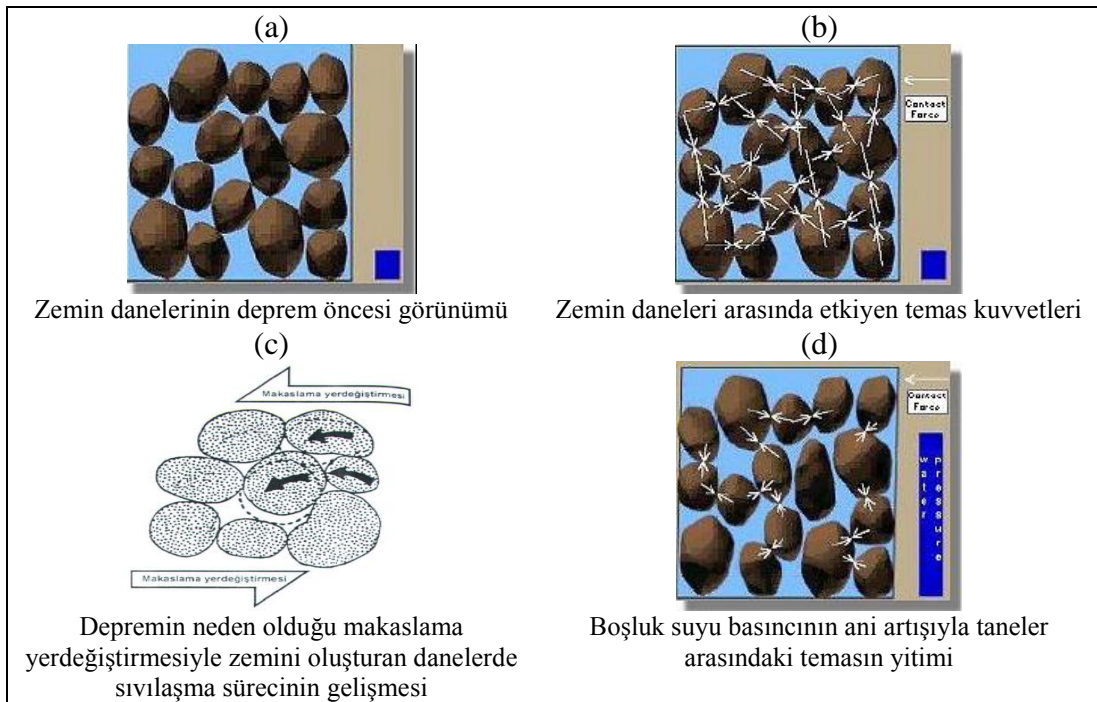 (a)
(b)
Contact
Force
Zemin danelerinin deprem öncesi görünümü
Zemin daneleri arasında etkiyen temas kuvvetleri
(c)
(d)
Makaslama yerdeğiştirmesi
Makaslama yerdeğiştirmesi
Contact
Force
water
pressure
Depremin neden olduğu makaslama
yerdeğiştirmesiyle zemini oluşturan danelerde
sıvılaşma sürecinin gelişmesi
Boşluk suyu basıncının ani artışıyla taneler
arasındaki temasın yitimi